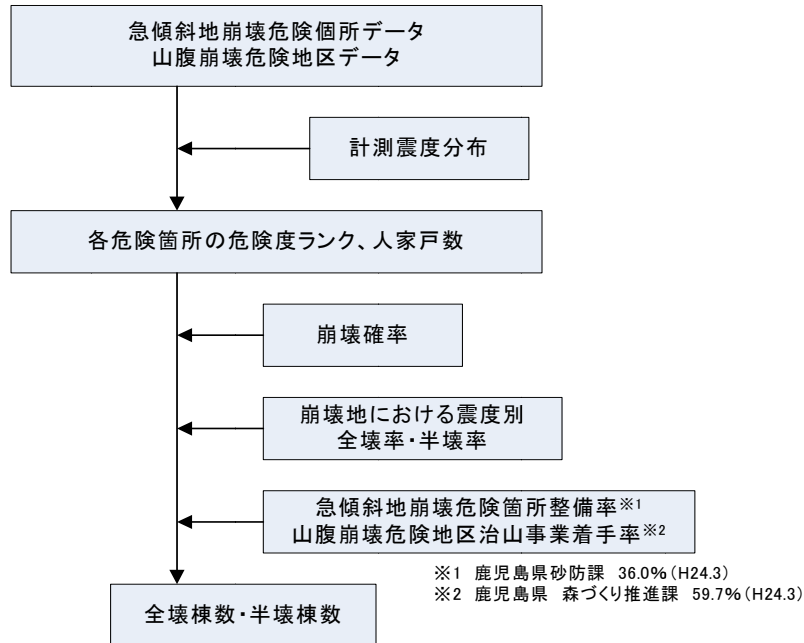 急傾斜地崩壊危険個所データ
山腹崩壊危険地区データ
計測震度分布
各危険箇所の危険度ランク、人家戸数
崩壊確率
崩壊地における震度別
全壊率・半壊率
急傾斜地崩壊危険箇所整備率※1
山腹崩壊危険地区治山事業着手率※2
※1 鹿児島県砂防課 36.0%(H24.3)
※2 鹿児島県 森づくり推進課 59.7%(H24.3)
全壊棟数・半壊棟数